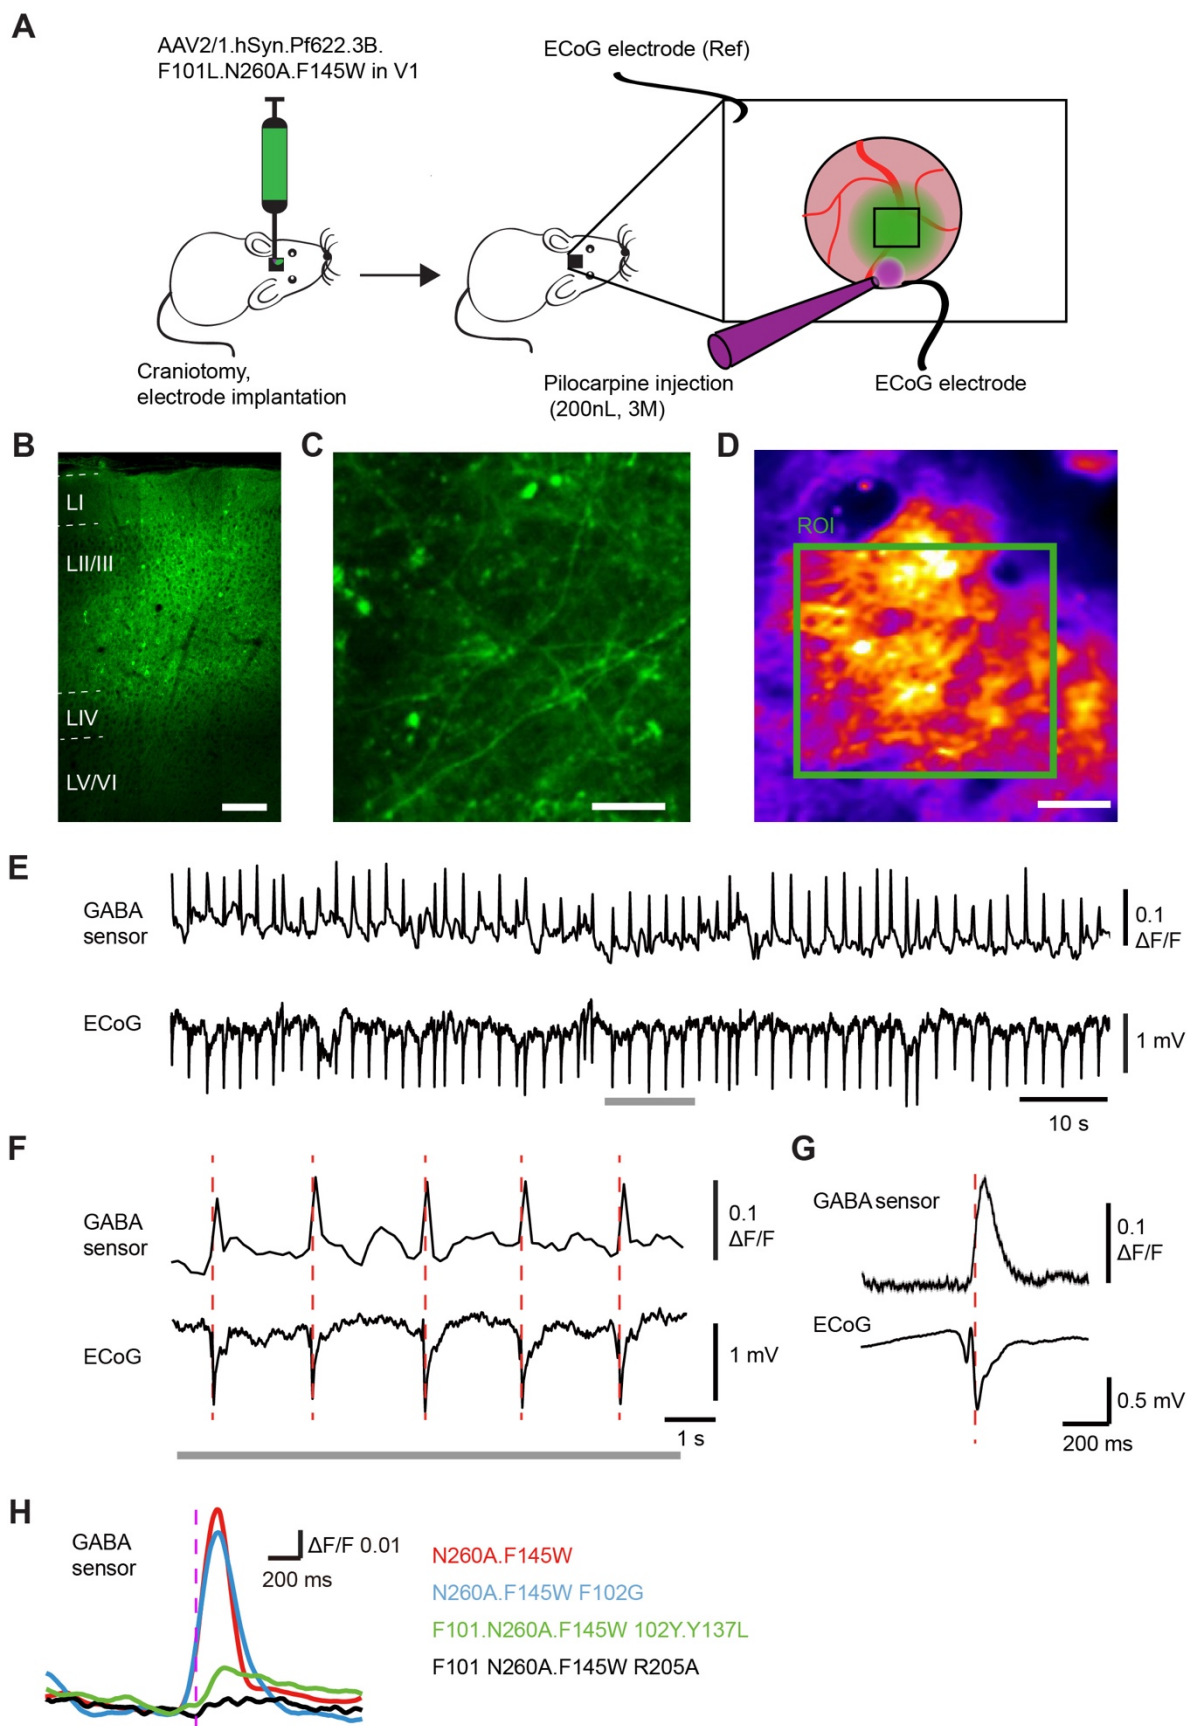 A
AAV2/1.hSyn.Pf622.3B.
F101L.N260A.F145W in V1
ECoG electrode (Ref)
Craniotomy,
electrode implantation
Pilocarpine injection
(200nL, 3M)
ECoG electrode
B
LI
LII/III
LIV
LV/VI
C
D
ROI
E
GABA
sensor
0.1
ΔF/F
ECoG
1 mV
10 s
F
GABA
sensor
0.1
ΔF/F
ECoG
1 mV
1 s
G
GABA sensor
0.1
ΔF/F
ECoG
0.5 mV
200 ms
H
GABA
sensor
ΔF/F 0.01
200 ms
N260A.F145W
N260A.F145W F102G
F101.N260A.F145W 102Y.Y137L
F101 N260A.F145W R205A